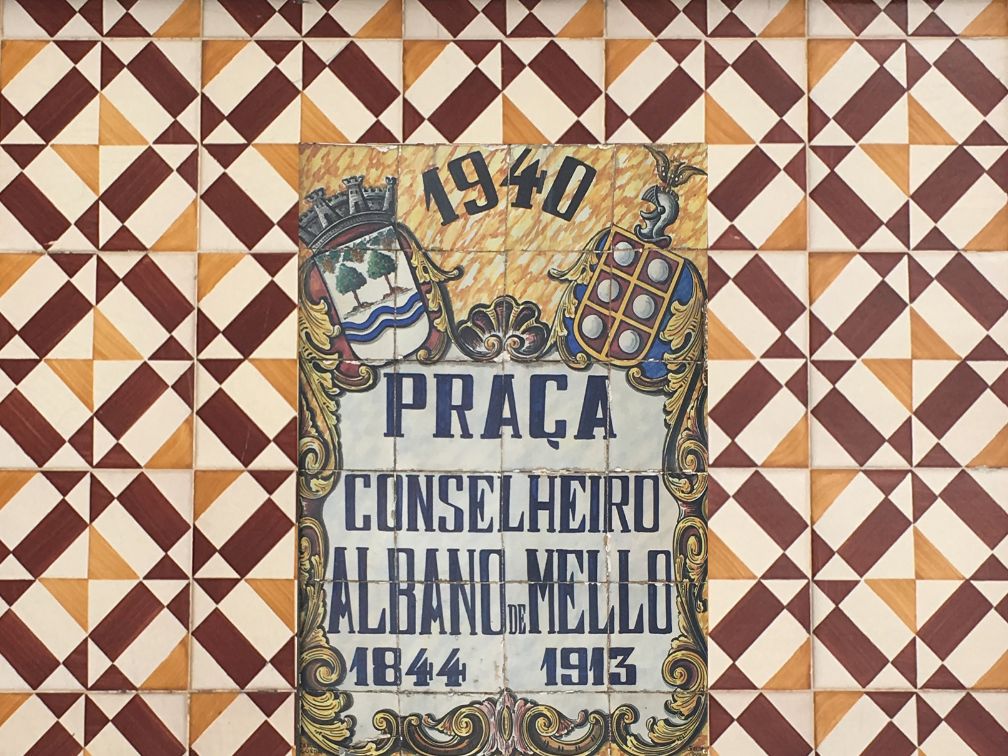 1940
PRAÇA
CONSELHEIRO
ALBANO DE MELLO
1844 1913